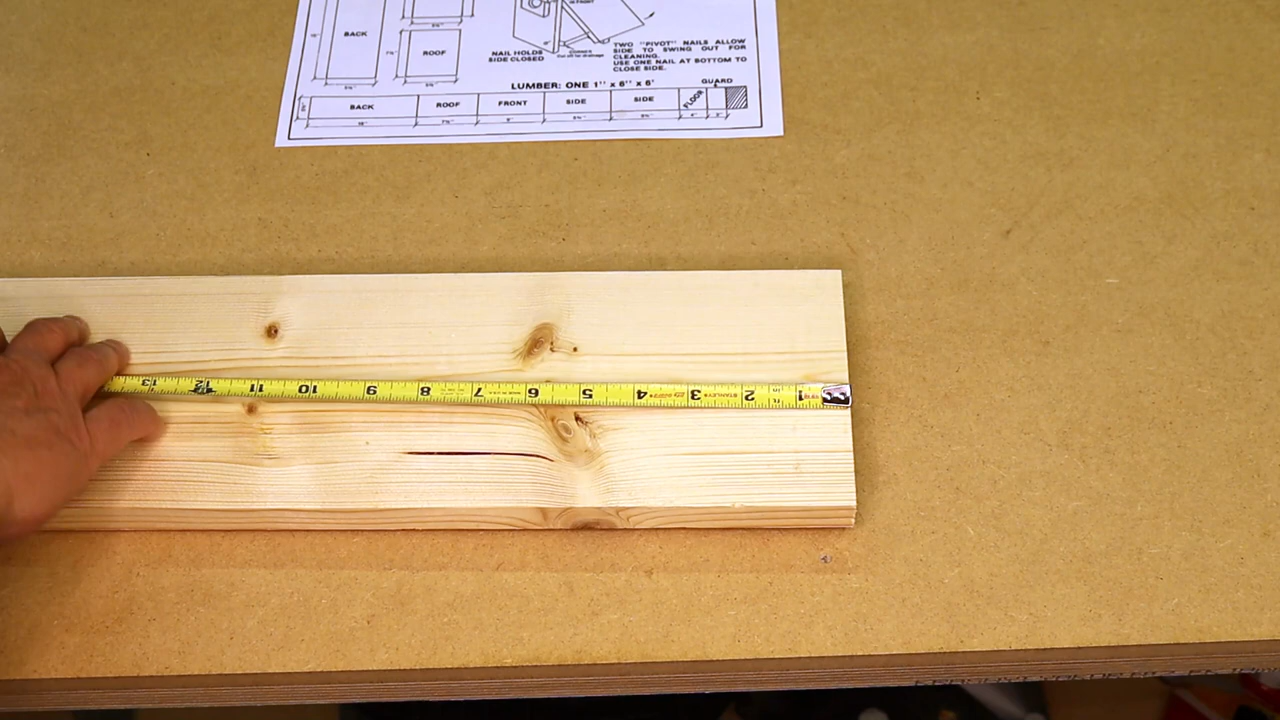 BACK
ROOF
IN FRONT
NAIL HOLDS
SIDE CLOSED
TWO "PIVOT" NAILS ALLOW
SIDE TO SWING OUT FOR
CLEANING.
USE ONE NAIL AT BOTTOM TO
CLOSE SIDE.
LUMBER: ONE 1" x 6" x 6'
GUARD
BACK ROOF FRONT SIDE SIDE FLOOR
13 12 11 10 9 8 7 6 5 4 3 STANLEY 2 1